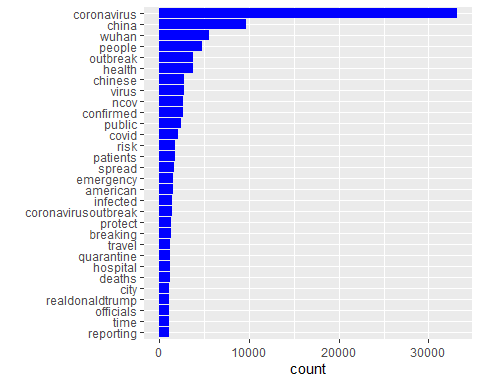 coronavirus
china
wuhan
people
outbreak
health
chinese
virus
ncov
confirmed
public
covid
risk
patients
spread
emergency
american
infected
coronavirusoutbreak
protect
breaking
travel
quarantine
hospital
deaths
city
realdonaldtrump
officials
time
reporting
0 10000 20000 30000
count